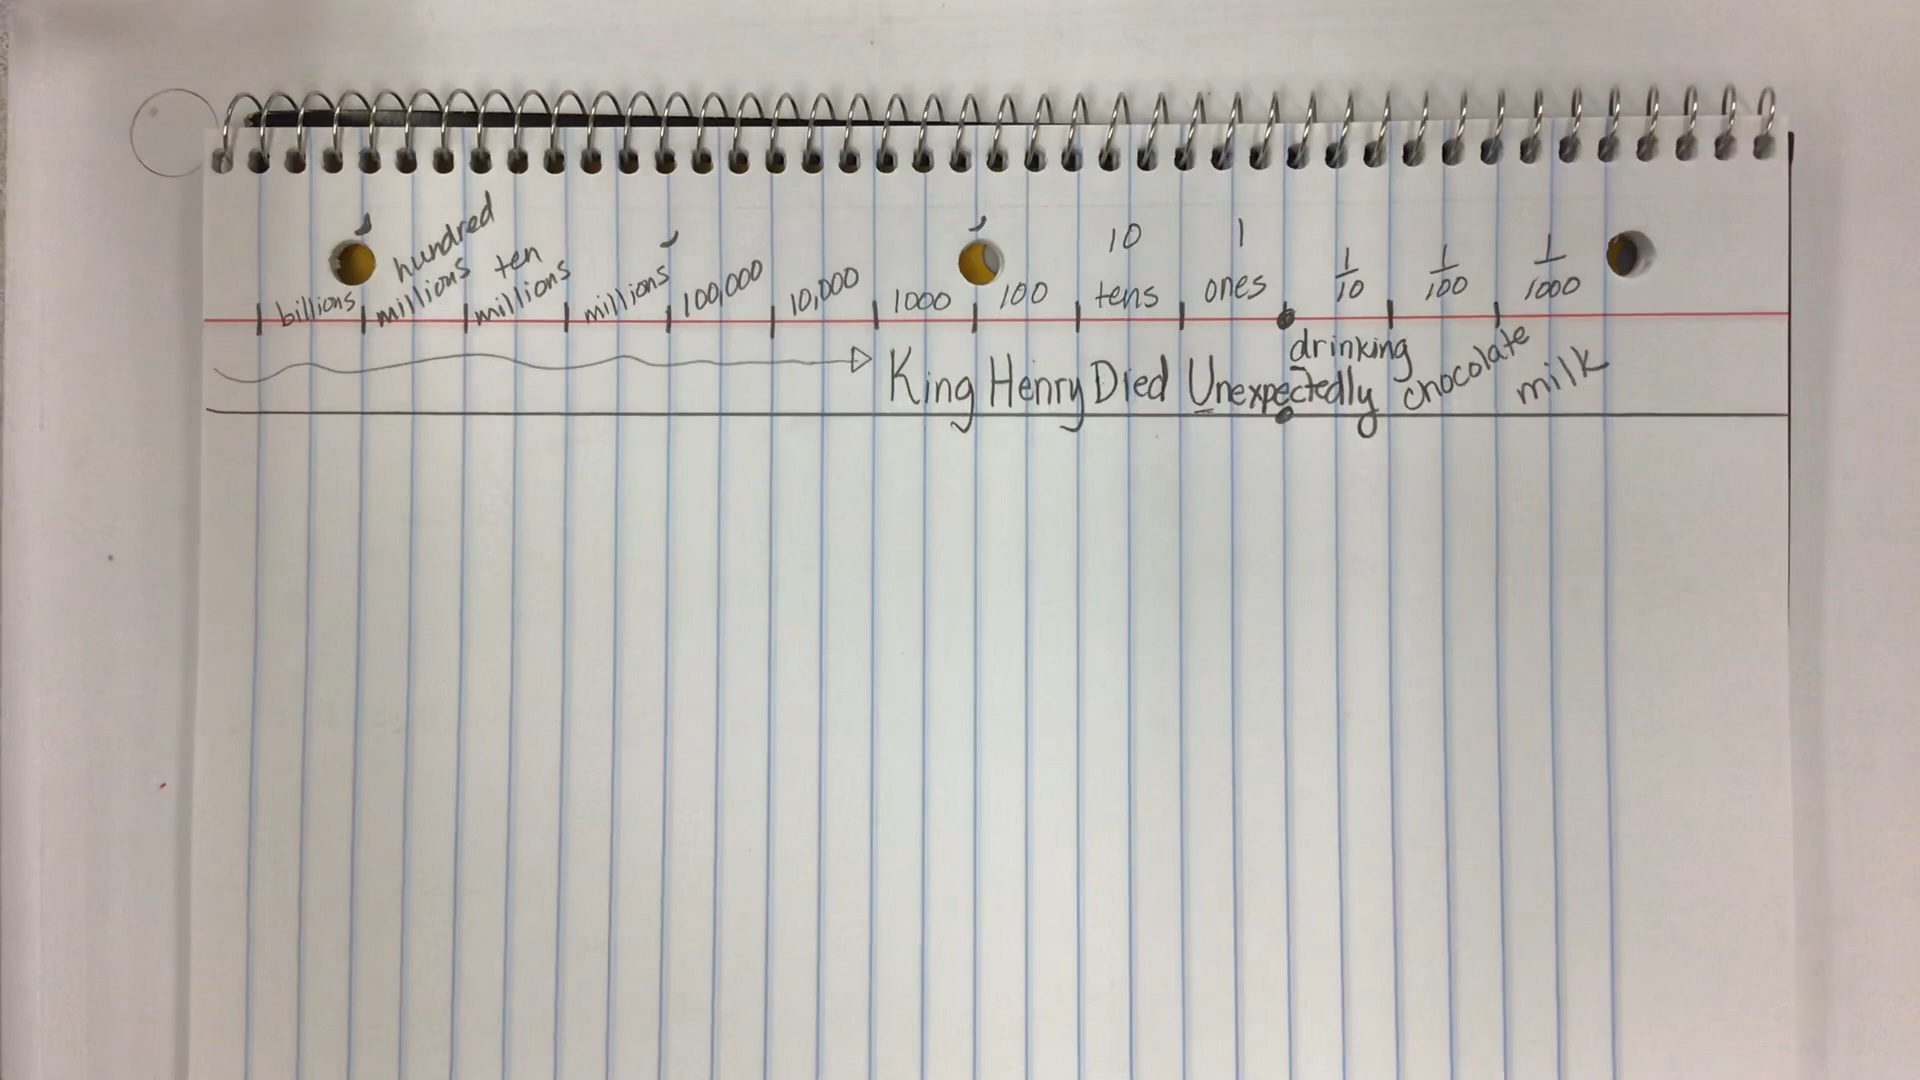 billions, hundred millions, ten millions millions, 100,000 10,000 1000, 100 10 tens 1 ones . 1/10 1/100 1/1000
King Henry Died Unexpectedly drinking chocolate milk